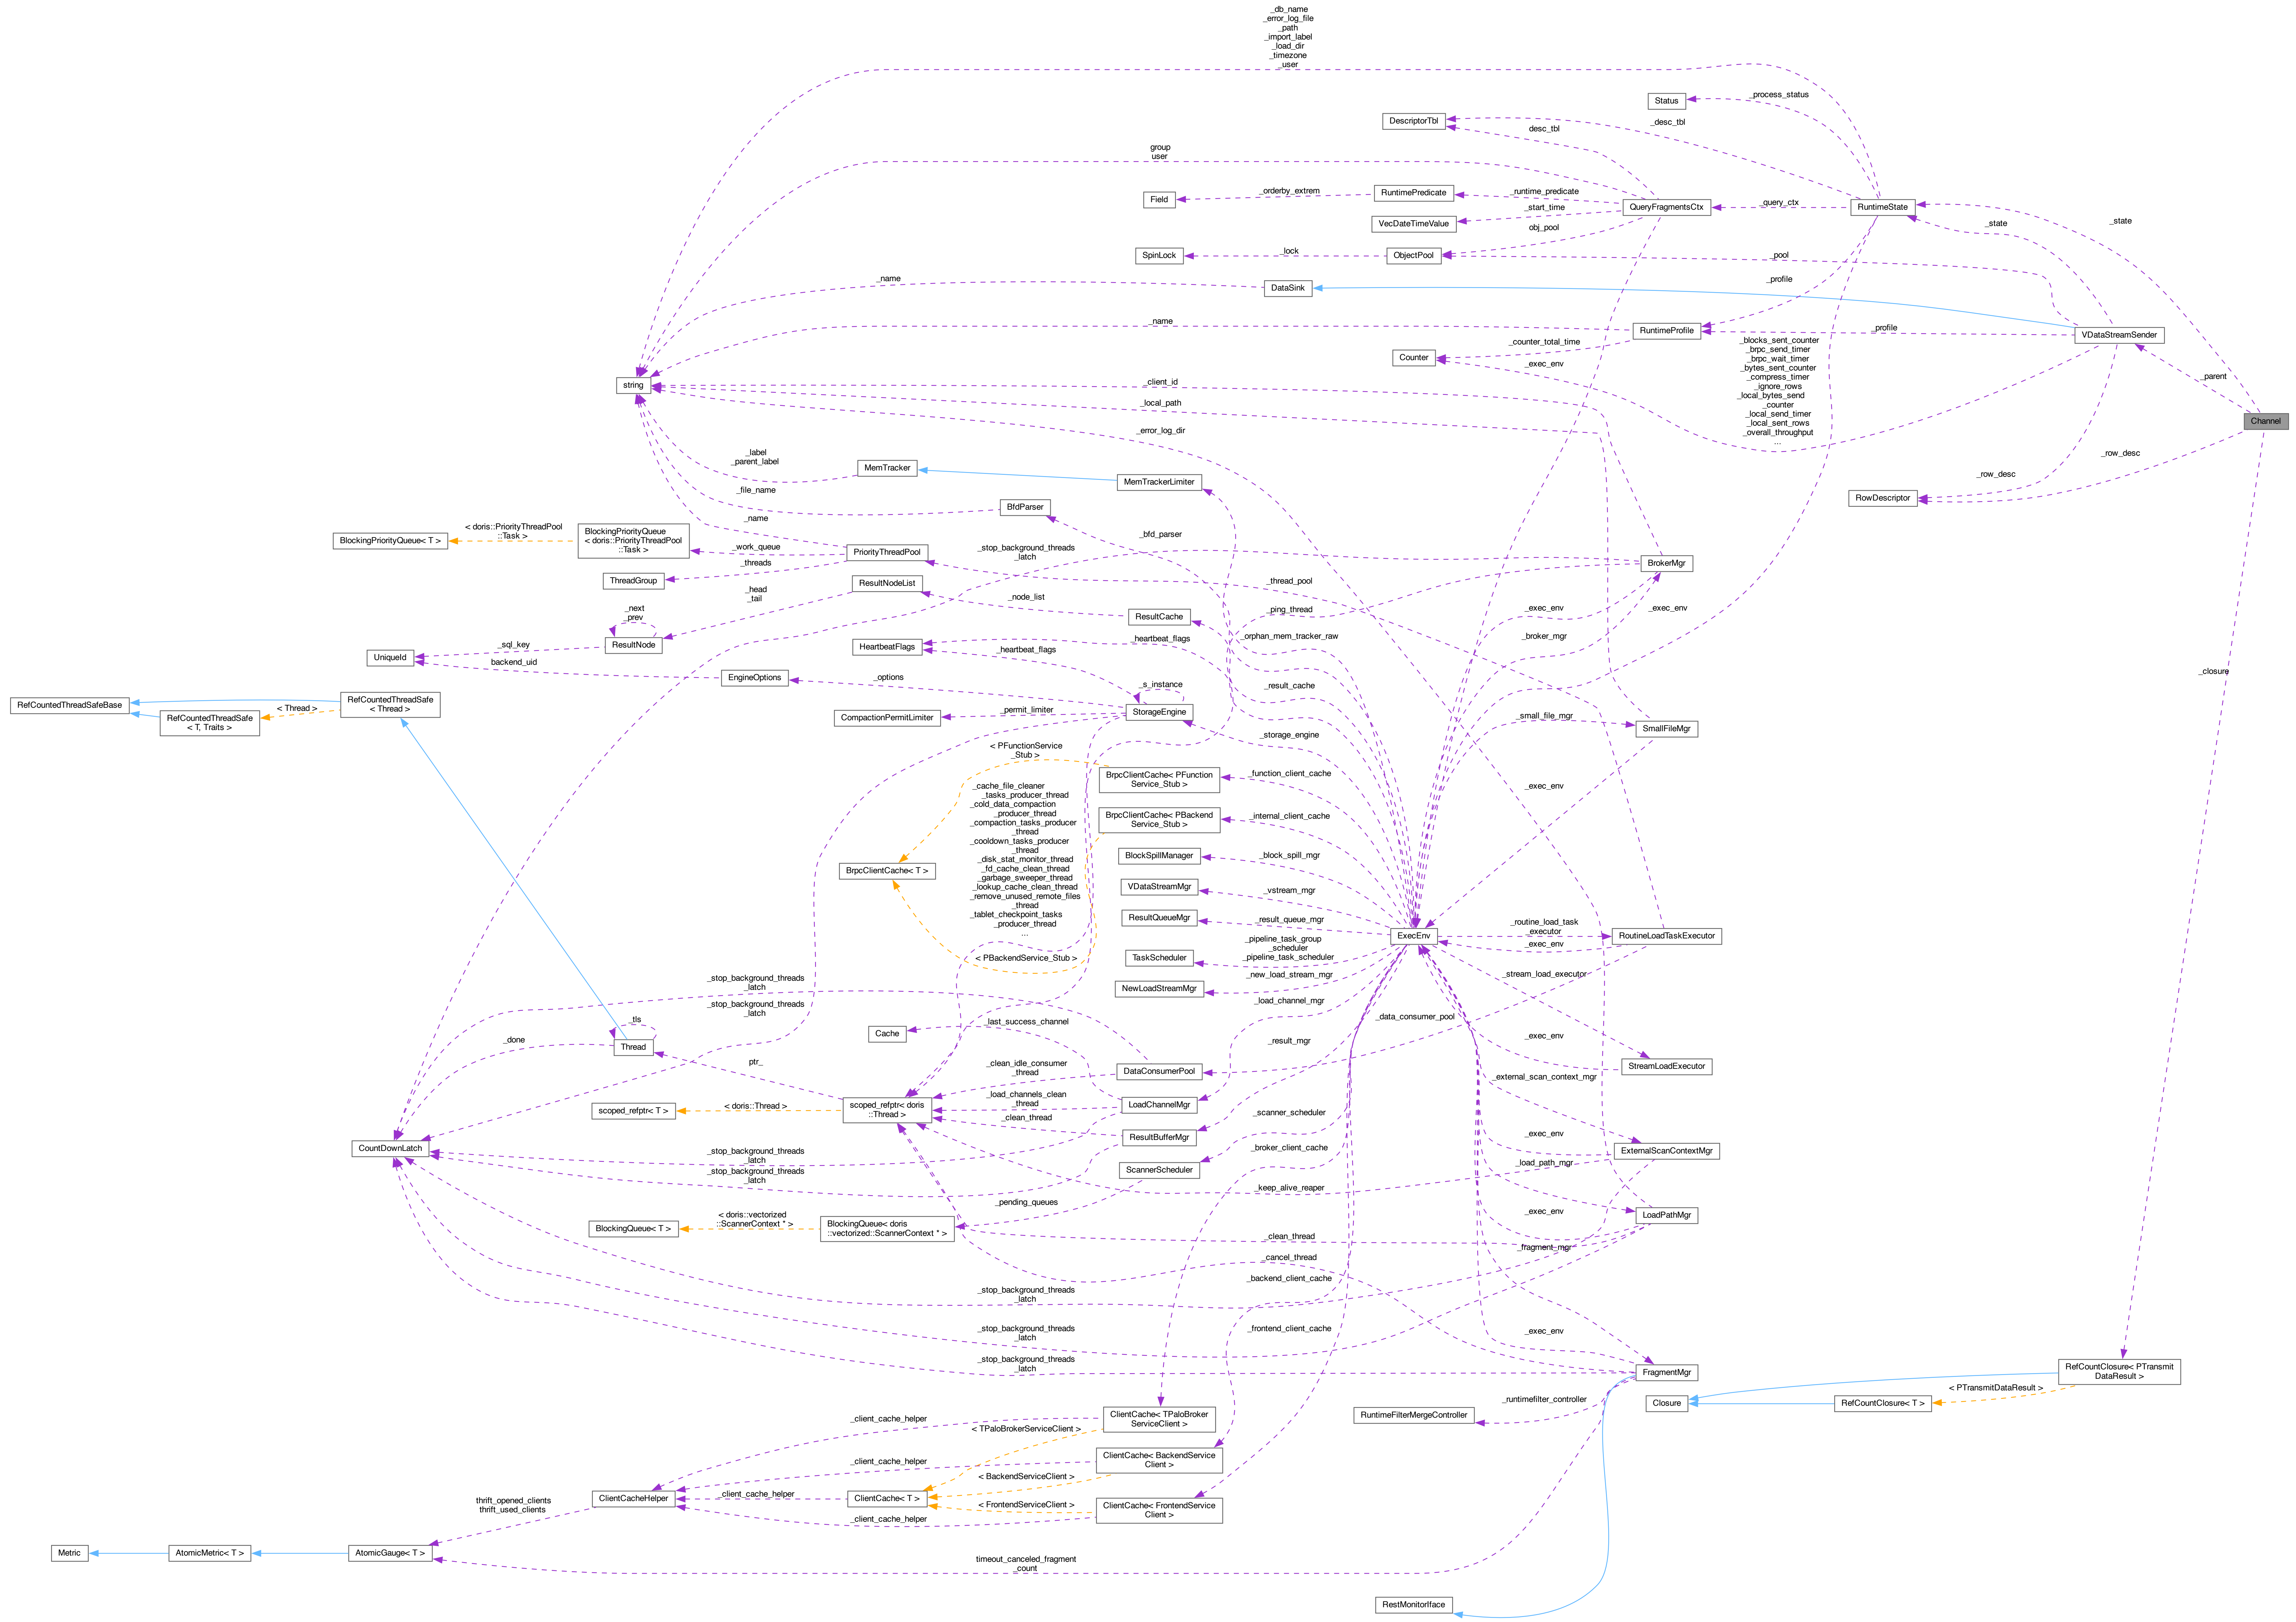 _db_name
_error_log_file
_path
_import_label
_load_dir
_timezone
_user
_process_status
Status
DescriptorTbl
_desc_tbl
desc_tbl
group
user
_orderby_extrem
RuntimePredicate
_runtime_predicate
Field
_start_time
QueryFragmentsCtx
_query_ctx
RuntimeState
VecDateTimeValue
_state
_state
obj_pool
SpinLock
_lock
ObjectPool
_pool
_name
DataSink
_profile
_name
RuntimeProfile
_profile
VDataStreamSender
_counter_total_time
Counter
_exec_env
_blocks_sent_counter
_brpc_send_timer
_brpc_wait_timer
_bytes_sent_counter
_compress_timer
_ignore_rows
_local_bytes_send
_counter
_local_send_timer
_local_sent_rows
_overall_throughput
...
_parent
string
_client_id
_local_path
Channel
_error_log_dir
_label
_parent_label
MemTracker
MemTrackerLimiter
_row_desc
_row_desc
RowDescriptor
_file_name
BfdParser
_name
< doris::PriorityThreadPool
::Task >
BlockingPriorityQueue
< doris::PriorityThreadPool
::Task >
BlockingPriorityQueue< T >
_work_queue
PriorityThreadPool
_stop_background_threads
_latch
_bfd_parser
BrokerMgr
_threads
ThreadGroup
ResultNodeList
_thread_pool
_head
_tail
_node_list
ResultCache
_ping_thread
_exec_env
_exec_env
_next
_prev
ResultNode
_sql_key
UniqueId
backend_uid
HeartbeatFlags
_heartbeat_flags
_orphan_mem_tracker_raw
_broker_mgr
_heartbeat_flags
_closure
EngineOptions
_options
_s_instance
_result_cache
RefCountedThreadSafeBase
RefCountedThreadSafe
< Thread >
< Thread >
RefCountedThreadSafe
< T, Traits >
CompactionPermitLimiter
_permit_limiter
StorageEngine
_small_file_mgr
SmallFileMgr
_storage_engine
< PFunctionService
_Stub >
BrpcClientCache< PFunction
Service_Stub >
_function_client_cache
_exec_env
_cache_file_cleaner
_tasks_producer_thread
_cold_data_compaction
_producer_thread
_compaction_tasks_producer
_thread
_cooldown_tasks_producer
_thread
_disk_stat_monitor_thread
_fd_cache_clean_thread
_garbage_sweeper_thread
_lookup_cache_clean_thread
_remove_unused_remote_files
_thread
_tablet_checkpoint_tasks
_producer_thread
...
BrpcClientCache< PBackend
Service_Stub >
_internal_client_cache
BlockSpillManager
_block_spill_mgr
BrpcClientCache< T >
VDataStreamMgr
_vstream_mgr
ResultQueueMgr
_result_queue_mgr
ExecEnv
_routine_load_task
_executor
RoutineLoadTaskExecutor
_exec_env
< PBackendService_Stub >
TaskScheduler
_pipeline_task_group
_scheduler
_pipeline_task_scheduler
_stop_background_threads
_latch
NewLoadStreamMgr
_new_load_stream_mgr
_stream_load_executor
_load_channel_mgr
_stop_background_threads
_latch
_tls
Thread
_done
Cache
_last_success_channel
_data_consumer_pool
_exec_env
_result_mgr
StreamLoadExecutor
ptr_
_clean_idle_consumer
_thread
DataConsumerPool
_external_scan_context_mgr
scoped_refptr< T >
< doris::Thread >
scoped_refptr< doris
::Thread >
_load_channels_clean
_thread
LoadChannelMgr
_clean_thread
_scanner_scheduler
ResultBufferMgr
_exec_env
CountDownLatch
_stop_background_threads
_latch
_broker_client_cache
ExternalScanContextMgr
_stop_background_threads
_latch
ScannerScheduler
_load_path_mgr
_keep_alive_reaper
_pending_queues
BlockingQueue< T >
< doris::vectorized
::ScannerContext * >
BlockingQueue< doris
::vectorized::ScannerContext * >
_exec_env
LoadPathMgr
_clean_thread
_fragment_mgr
_cancel_thread
_backend_client_cache
_stop_background_threads
_latch
_stop_background_threads
_latch
_frontend_client_cache
_exec_env
_stop_background_threads
_latch
FragmentMgr
RefCountClosure< PTransmit
DataResult >
< PTransmitDataResult >
Closure
RefCountClosure< T >
_runtimefilter_controller
RuntimeFilterMergeController
_client_cache_helper
ClientCache< TPaloBroker
ServiceClient >
< TPaloBrokerServiceClient >
_client_cache_helper
ClientCache< BackendService
Client >
< BackendServiceClient >
thrift_opened_clients
thrift_used_clients
ClientCacheHelper
_client_cache_helper
ClientCache< T >
< FrontendServiceClient >
ClientCache< FrontendService
Client >
_client_cache_helper
Metric
AtomicMetric< T >
AtomicGauge< T >
timeout_canceled_fragment
_count
RestMonitorIface